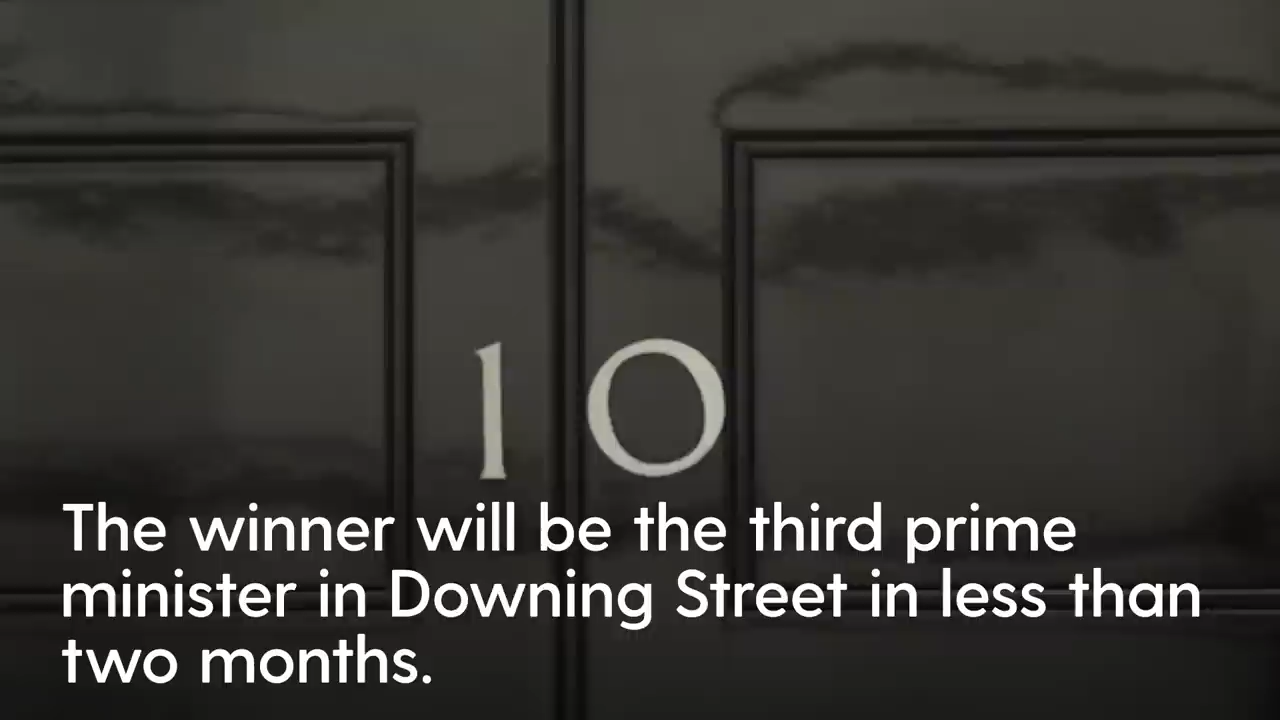 10
The winner will be the third prime
minister in Downing Street in less than
two months.